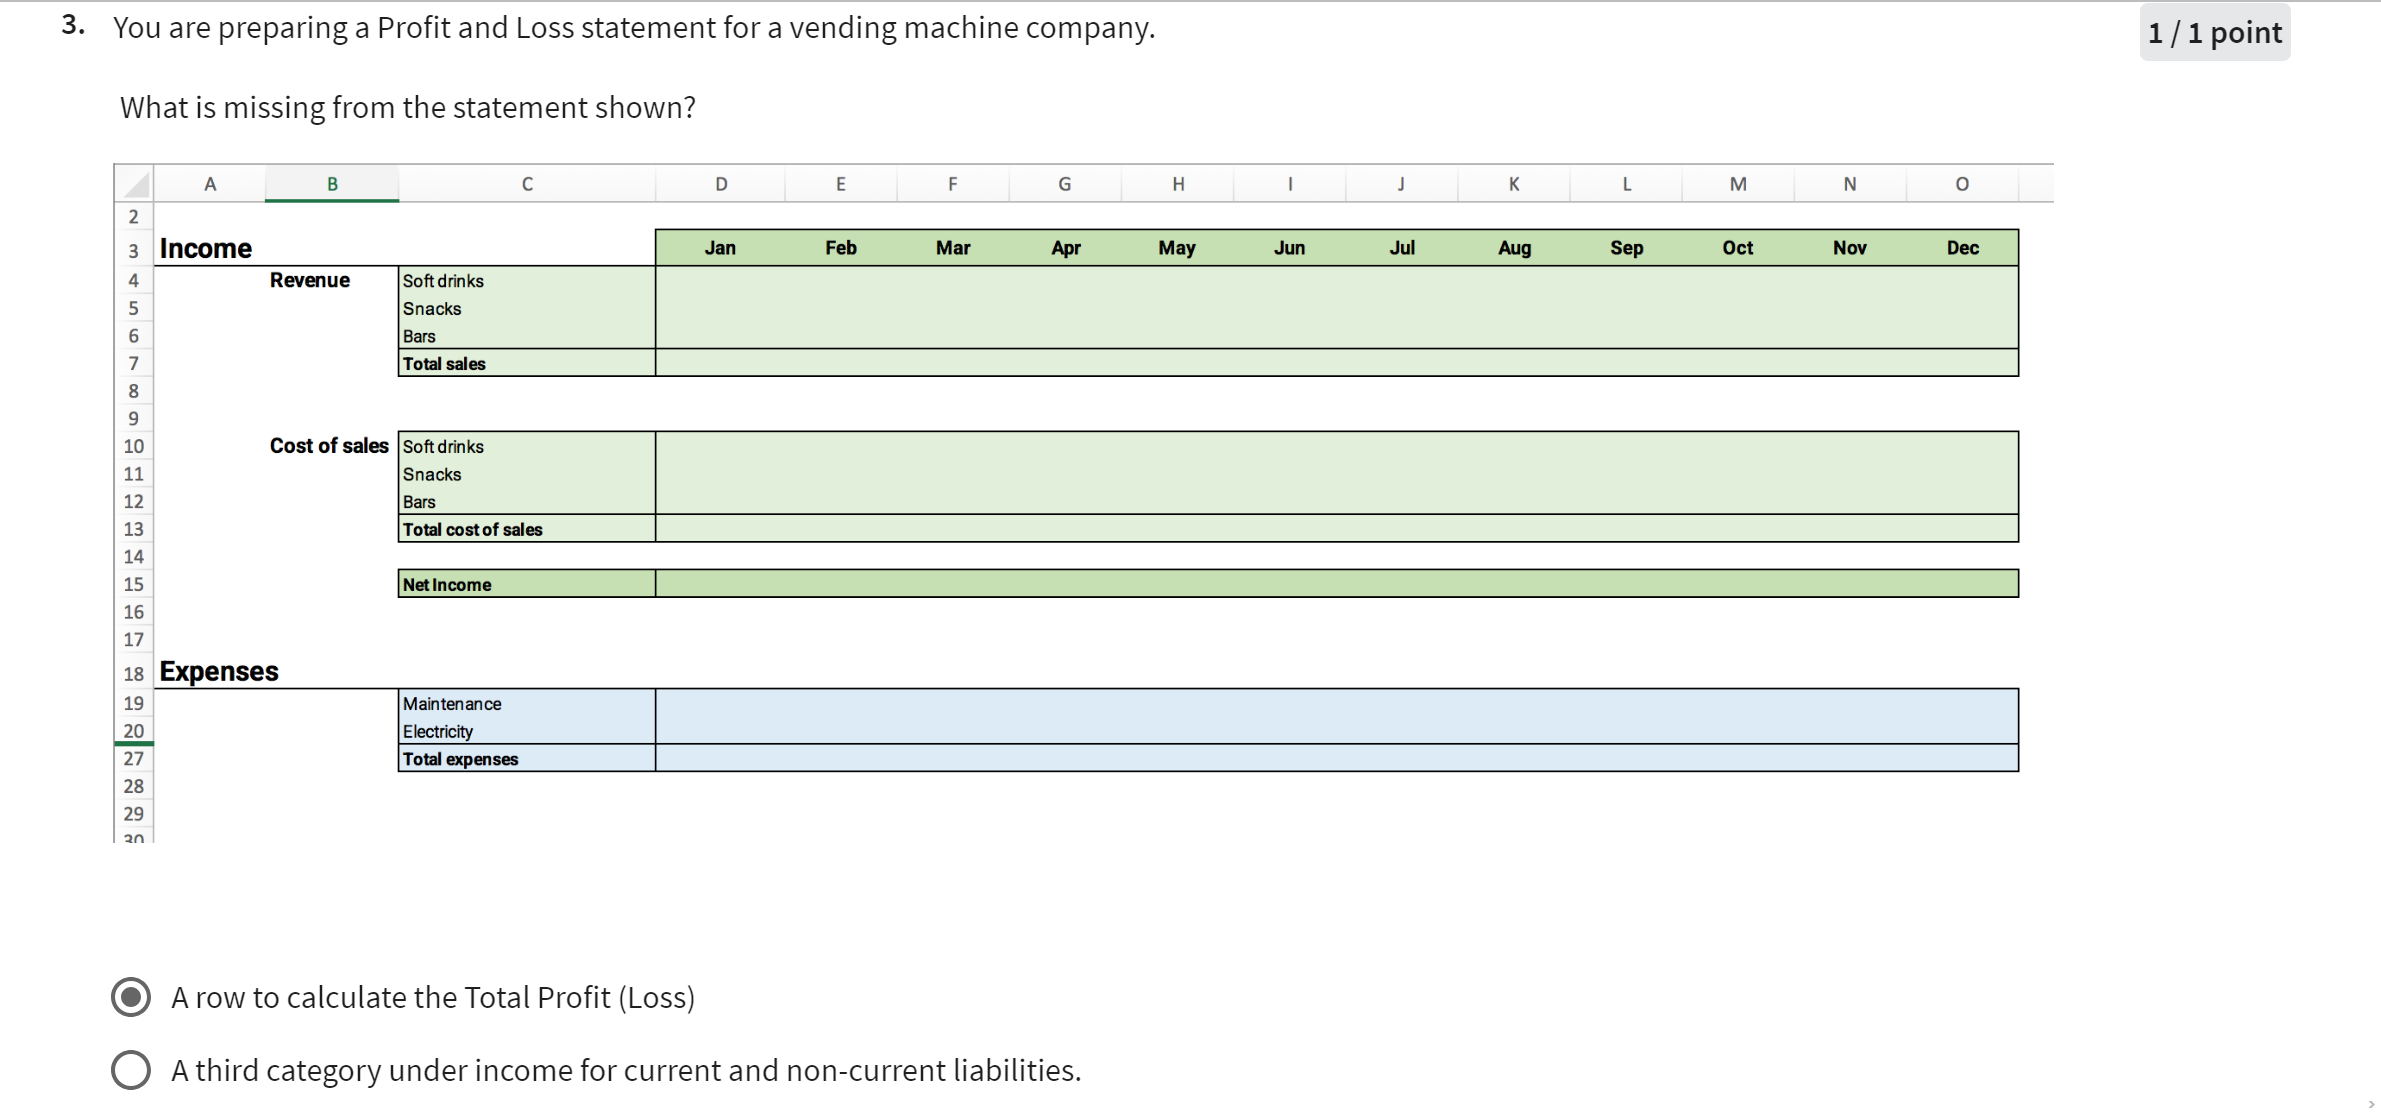 3. You are preparing a Profit and Loss statement for a vending machine company.
1 / 1 point
What is missing from the statement shown?
A B C D E F G H I J K L M N O
2
3 Income Jan Feb Mar Apr May Jun Jul Aug Sep Oct Nov Dec
4 Revenue Soft drinks
5 Snacks
6 Bars
7 Total sales
8
9
10 Cost of sales Soft drinks
11 Snacks
12 Bars
13 Total cost of sales
14
15 Net Income
16
17
18 Expenses
19 Maintenance
20 Electricity
27 Total expenses
28
29
30
A row to calculate the Total Profit (Loss)
A third category under income for current and non-current liabilities.